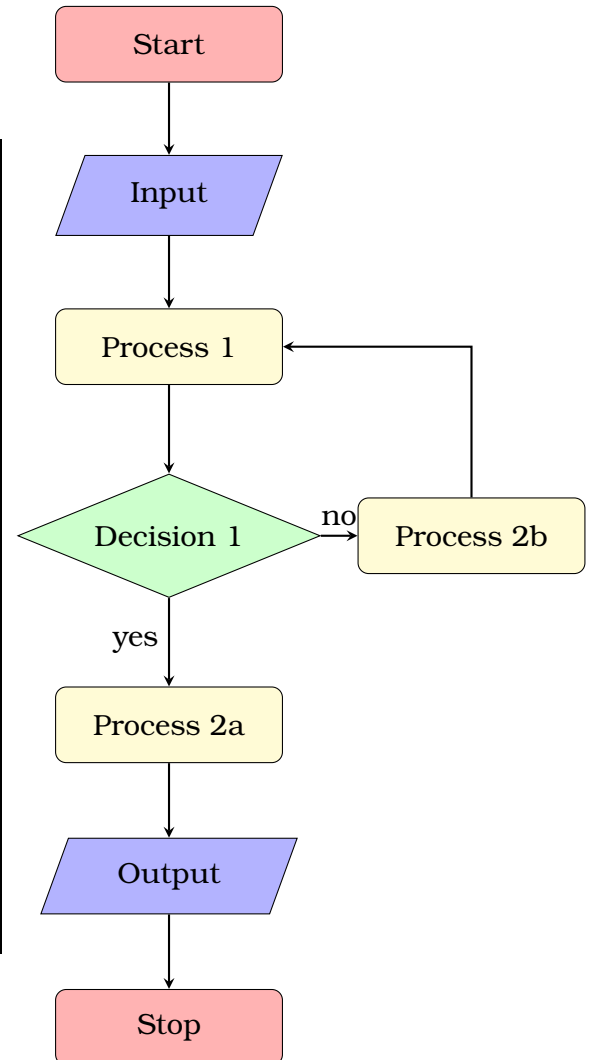 Start
Input
Process 1
Decision 1
no
Process 2b
yes
Process 2a
Output
Stop